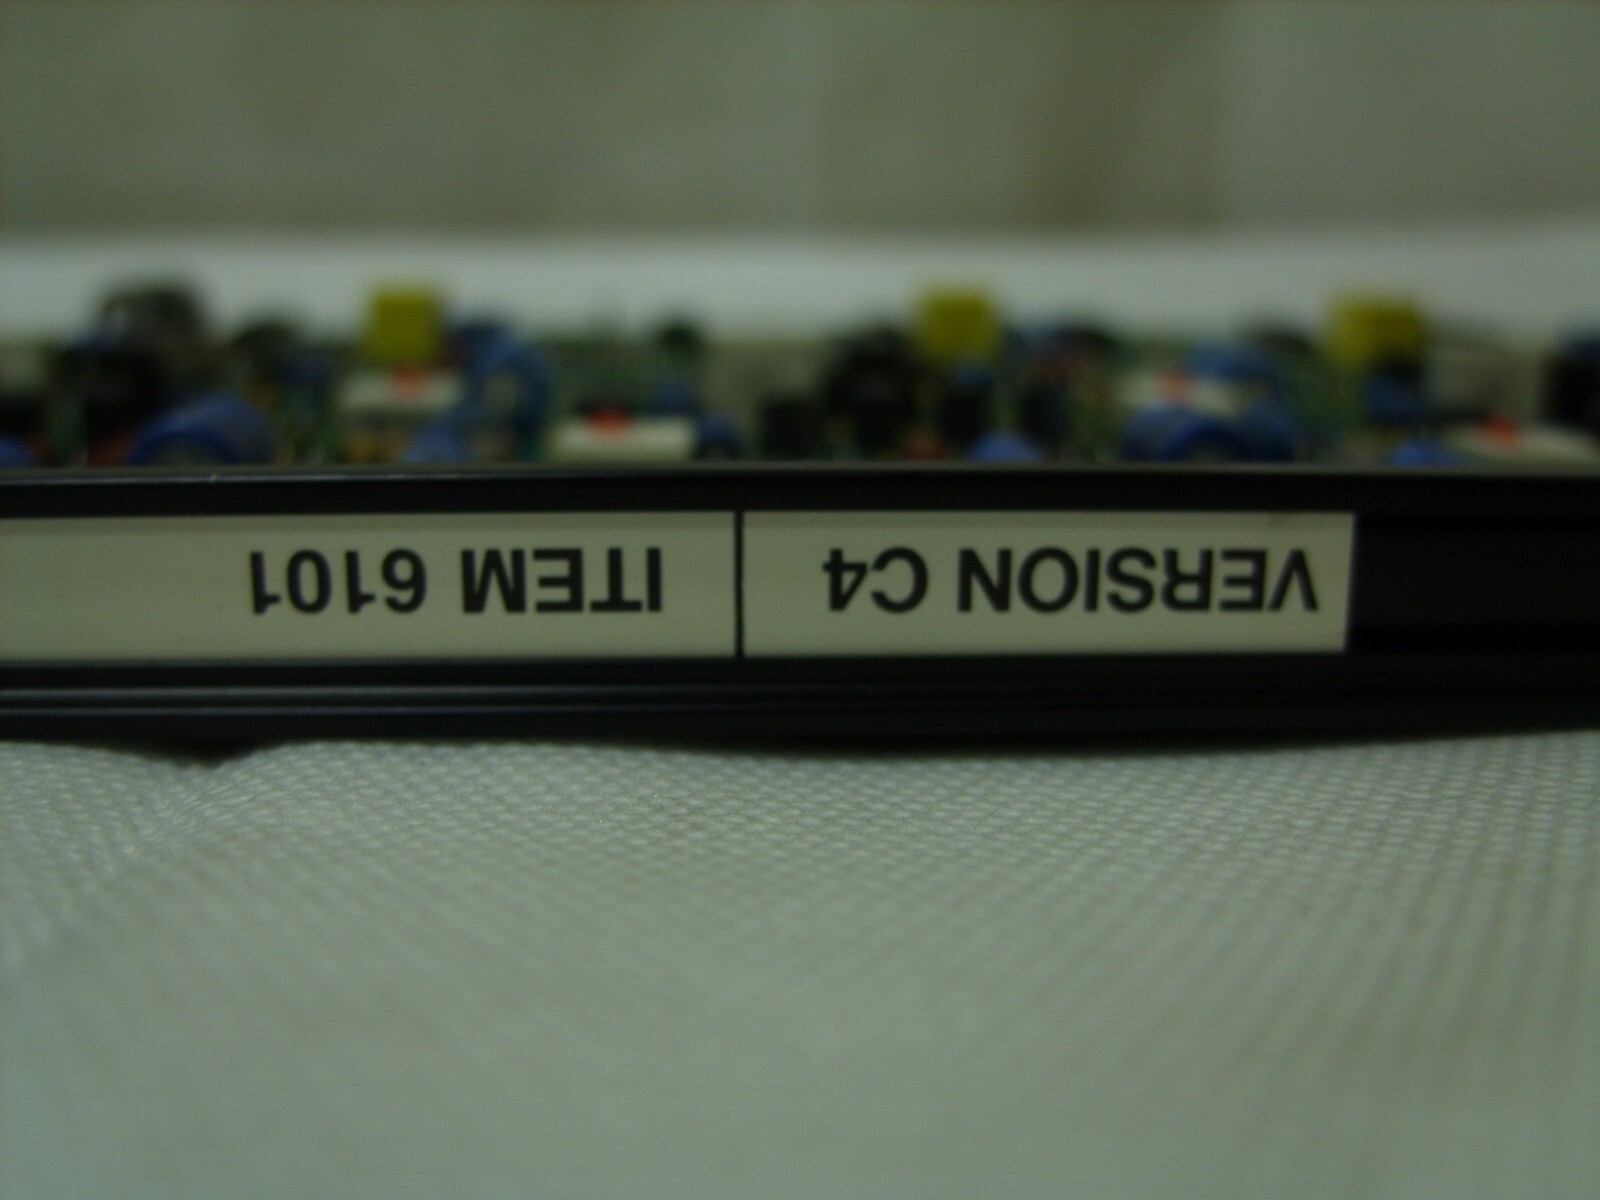 VERSION C4
ITEM 6101